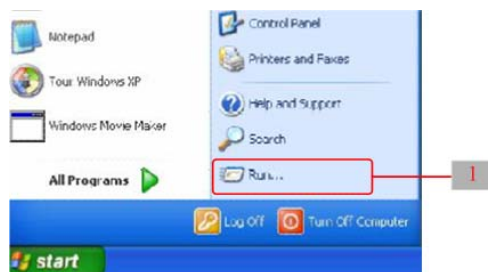 Notepad
Tour Windows XP
Windows Movie Maker
All Programs
Control Panel
Printers and Faxes
Help and Support
Search
Run...
1
Log Off
Turn Off Computer
start